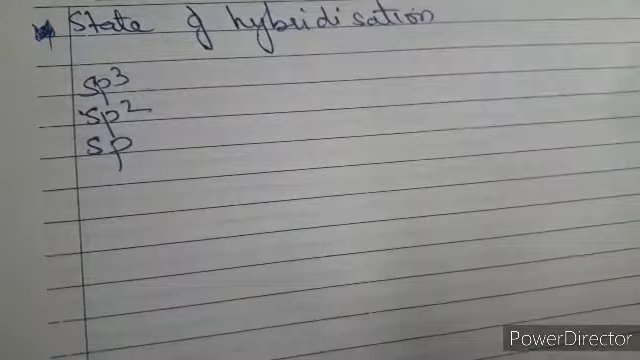 * State of hybridisation
sp3
sp2
sp
PowerDirector